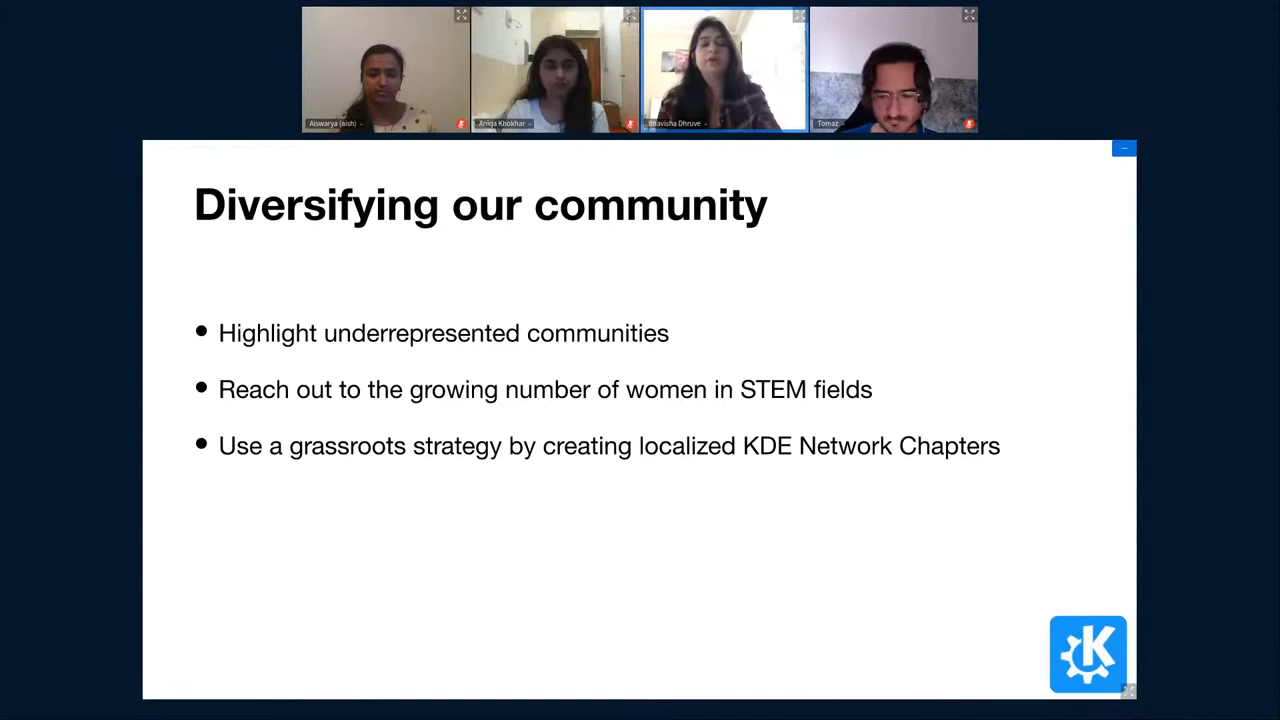 Aiswarya (aish)
Aniqa Khokhar
Bhavisha Dhruve
Tomaz
Diversifying our community
• Highlight underrepresented communities
• Reach out to the growing number of women in STEM fields
• Use a grassroots strategy by creating localized KDE Network Chapters
K